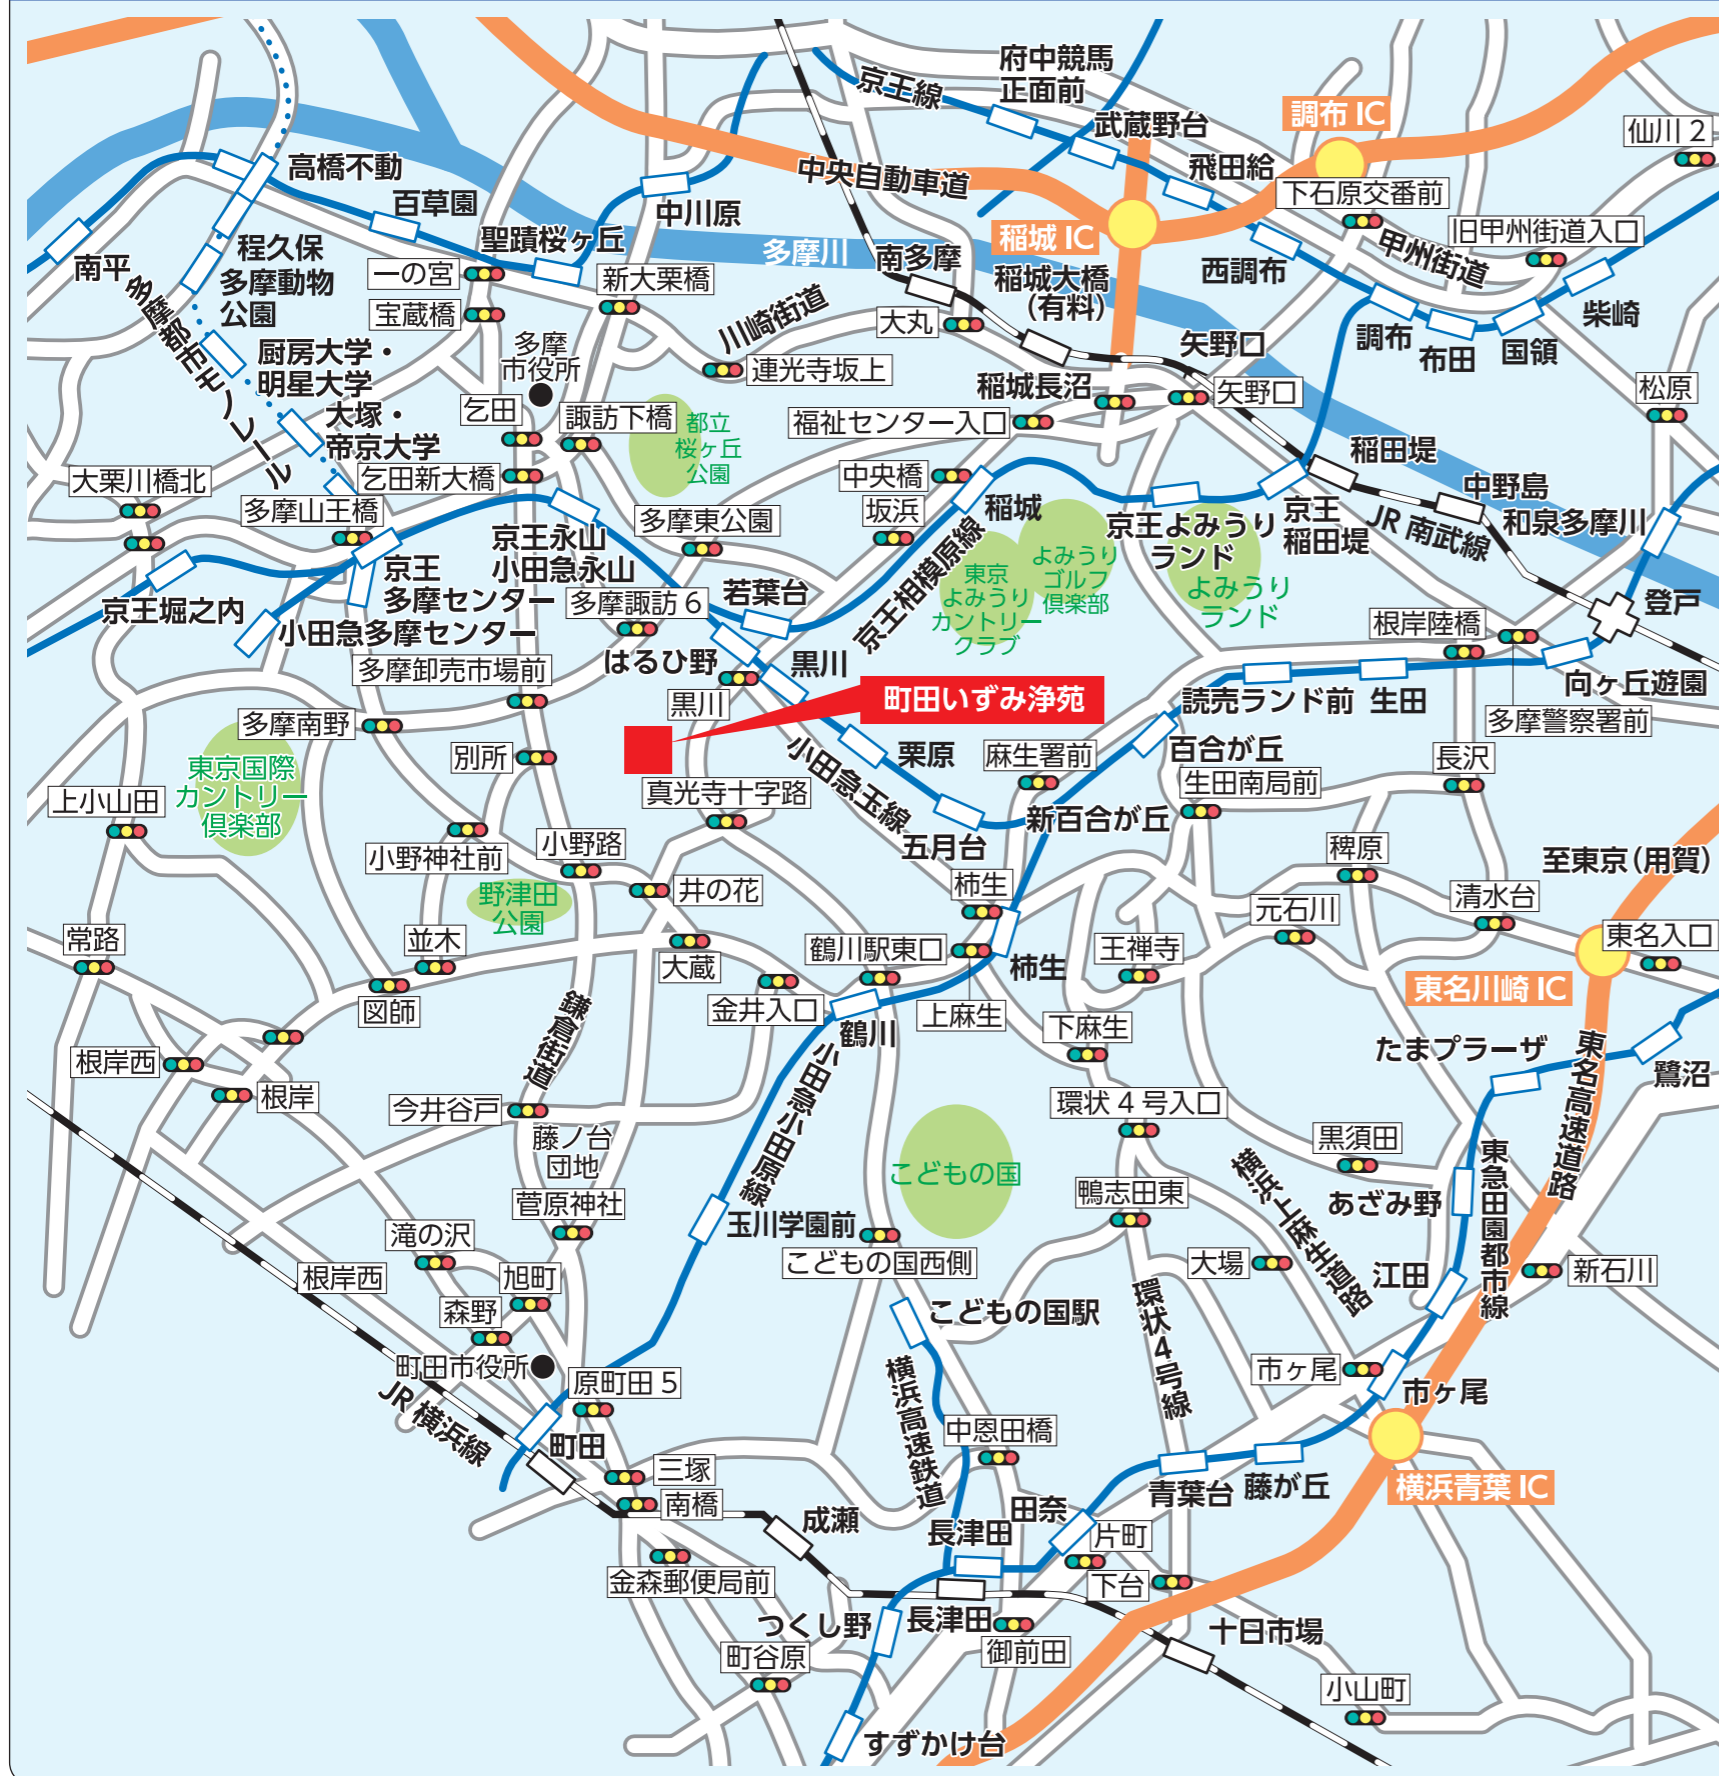 府中競馬
正面前
京王線
調布 IC
仙川 2
武蔵野台
飛田給
高橋不動
中央自動車道
下石原交番前
百草園
中川原
旧甲州街道入口
聖蹟桜ヶ丘
稲城 IC
多摩川
南多摩
甲州街道
程久保
西調布
南平
一の宮
新大栗橋
稲城大橋
(有料)
多摩動物
公園
多摩都市モノレール
宝蔵橋
川崎街道
大丸
柴崎
調布
布田
国領
厨房大学・
明星大学
多摩
市役所
連光寺坂上
矢野口
稲城長沼
矢野口
松原
大塚・
帝京大学
乞田
諏訪下橋
都立
桜ヶ丘
公園
福祉センター入口
稲田堤
大栗川橋北
乞田新大橋
中央橋
中野島
多摩山王橋
多摩東公園
坂浜
稲城
京王よみうり
ランド
京王
稲田堤
JR 南武線
和泉多摩川
京王永山
小田急永山
京王相模原線
東京
よみうり
カントリー
クラブ
よみうり
ゴルフ
倶楽部
よみうり
ランド
京王
多摩センター
京王堀之内
若葉台
多摩諏訪 6
登戸
根岸陸橋
小田急多摩センター
多摩卸売市場前
はるひ野
黒川
黒川
町田いずみ浄苑
向ヶ丘遊園
読売ランド前
生田
多摩警察署前
多摩南野
別所
小田急玉線
栗原
麻生署前
百合が丘
長沢
東京国際
カントリー
倶楽部
上小山田
真光寺十字路
生田南局前
新百合が丘
五月台
小野神社前
小野路
稗原
至東京(用賀)
野津田
公園
井の花
柿生
元石川
清水台
常路
並木
大蔵
鶴川駅東口
柿生
王禅寺
東名入口
東名川崎 IC
図師
鎌倉街道
金井入口
上麻生
鶴川
下麻生
たまプラーザ
東名高速道路
鷺沼
根岸西
根岸
小田急小田原線
今井谷戸
環状 4 号入口
藤ノ台
団地
黒須田
こどもの国
横浜上麻生道路
東急田園都市線
鴨志田東
あざみ野
菅原神社
玉川学園前
滝の沢
こどもの国西側
大場
江田
新石川
根岸西
旭町
環状4号線
森野
こどもの国駅
町田市役所
原町田 5
横浜高速鉄道
市ヶ尾
市ヶ尾
JR 横浜線
町田
中恩田橋
三塚
青葉台
藤が丘
横浜青葉 IC
南橋
成瀬
長津田
田奈
片町
金森郵便局前
下台
つくし野
長津田
御前田
十日市場
町谷原
小山町
すずかけ台